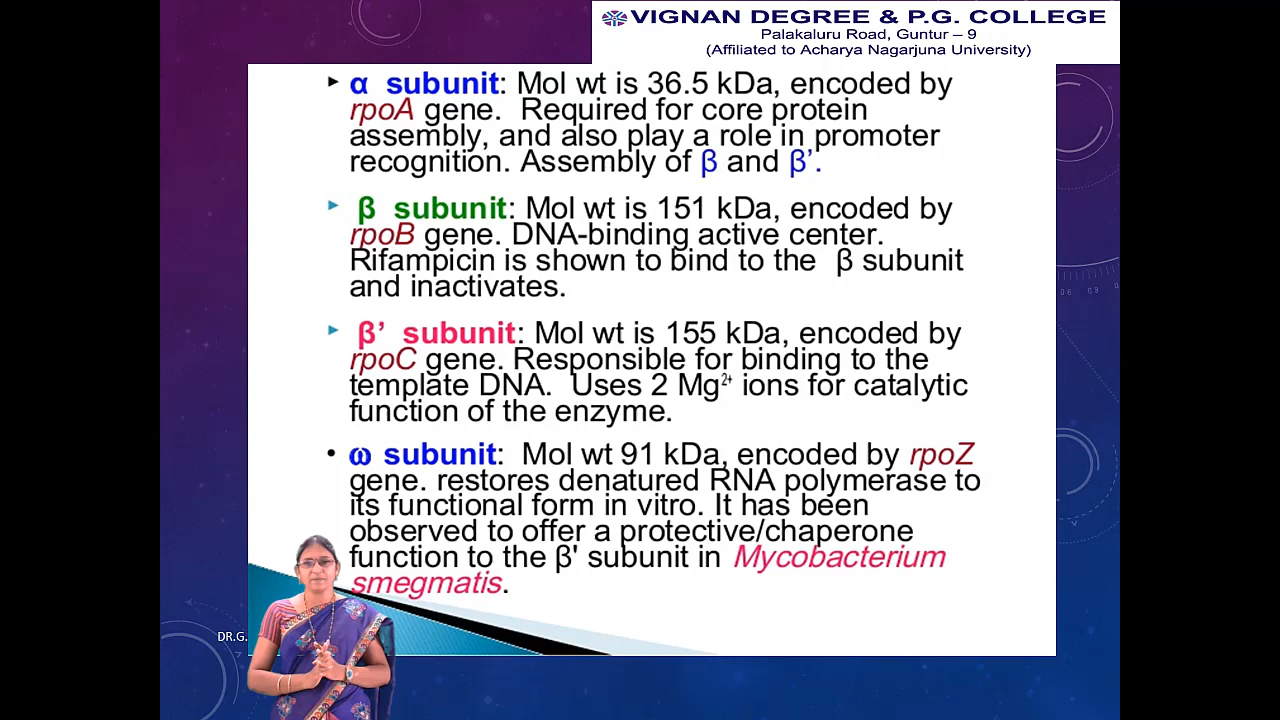 VIGNAN DEGREE & P.G. COLLEGE
Palakaluru Road, Guntur – 9
(Affiliated to Acharya Nagarjuna University)
► α subunit: Mol wt is 36.5 kDa, encoded by
rpoA gene. Required for core protein
assembly, and also play a role in promoter
recognition. Assembly of β and β’.
► β subunit: Mol wt is 151 kDa, encoded by
rpoB gene. DNA-binding active center.
Rifampicin is shown to bind to the β subunit
and inactivates.
► β’ subunit: Mol wt is 155 kDa, encoded by
rpoC gene. Responsible for binding to the
template DNA. Uses 2 Mg²⁺ ions for catalytic
function of the enzyme.
• ω subunit: Mol wt 91 kDa, encoded by rpoZ
gene. restores denatured RNA polymerase to
its functional form in vitro. It has been
observed to offer a protective/chaperone
function to the β' subunit in Mycobacterium
smegmatis.
DR.G.